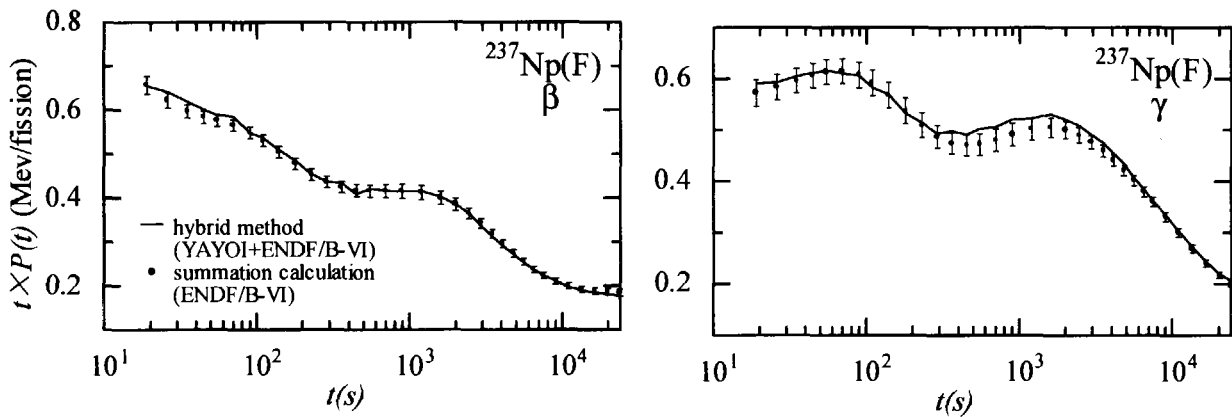 0.8
0.6
0.4
0.2
t×P(t) (Mev/fission)
²³⁷Np(F)
β
— hybrid method
(YAYOI+ENDF/B-VI)
• summation calculation
(ENDF/B-VI)
10¹ 10² 10³ 10⁴
t(s)
0.6
0.4
0.2
²³⁷Np(F)
γ
10¹ 10² 10³ 10⁴
t(s)